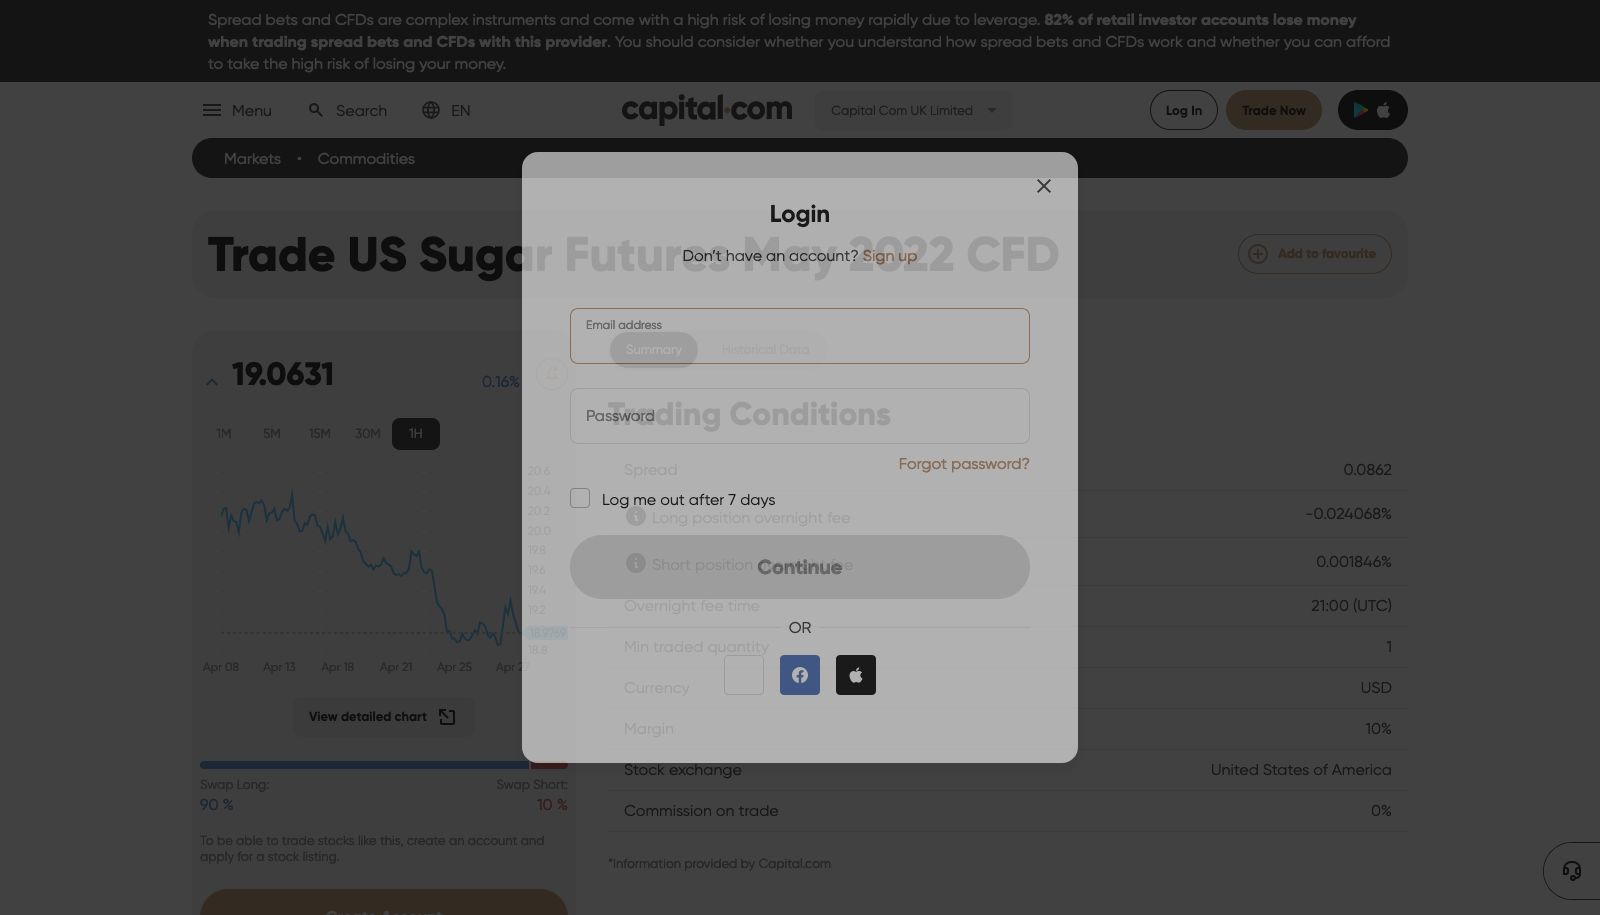 Spread bets and CFDs are complex instruments and come with a high risk of losing money rapidly due to leverage. 82% of retail investor accounts lose money
when trading spread bets and CFDs with this provider. You should consider whether you understand how spread bets and CFDs work and whether you can afford
to take the high risk of losing your money.
Menu Search EN capital.com Capital Com UK Limited Log In Trade Now
Markets • Commodities
Login
Trade US Sugar Futures May 2022 CFD
Add to favourite
Don't have an account? Sign up
Email address
Summary Historical Data
19.0631 0.16%
Password
Trading Conditions
1M 5M 15M 30M 1H
Forgot password?
Spread 0.0862
Log me out after 7 days
Long position overnight fee -0.024068%
Short position overnight fee 0.001846%
Continue
Overnight fee time 21:00 (UTC)
OR
Min traded quantity 1
Currency USD
Margin 10%
Stock exchange United States of America
Commission on trade 0%
*Information provided by Capital.com
20.6
20.4
20.2
20.0
19.8
19.6
19.4
19.2
18.9769
18.8
Apr 08 Apr 13 Apr 18 Apr 21 Apr 25 Apr 27
View detailed chart
Swap Long: Swap Short:
90 % 10 %
To be able to trade stocks like this, create an account and
apply for a stock listing.
Create Account